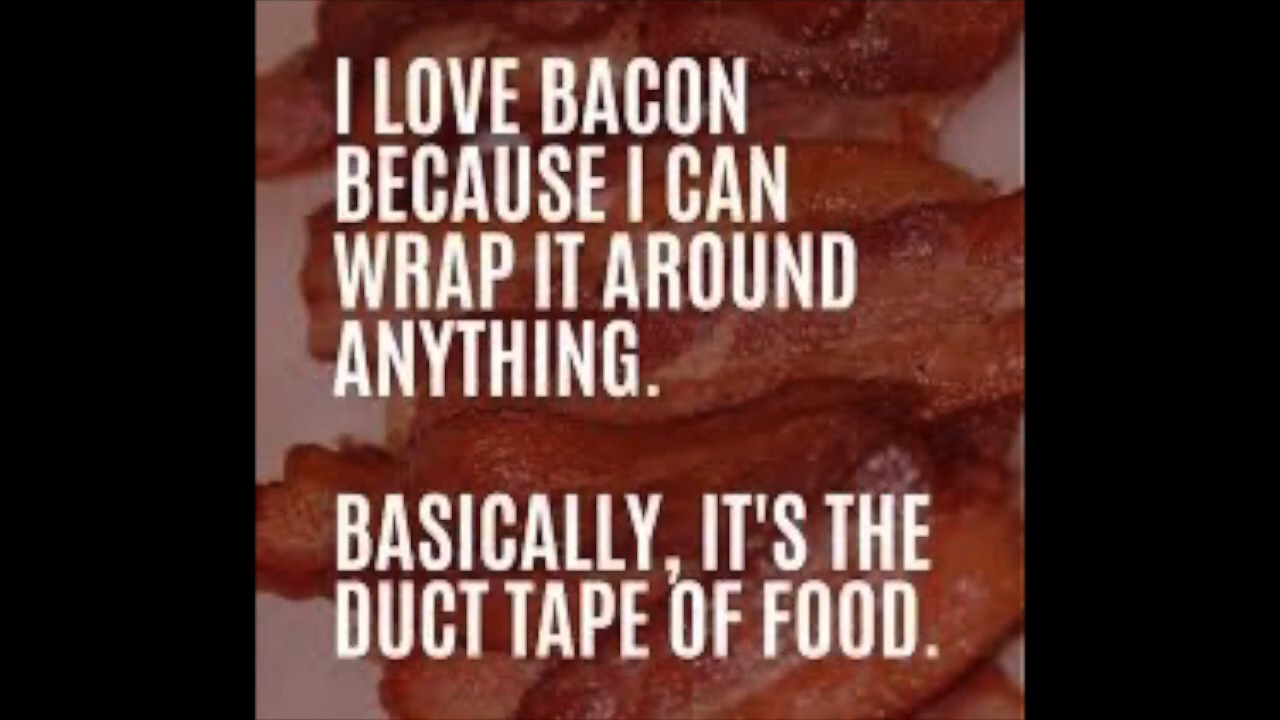 I LOVE BACON
BECAUSE I CAN
WRAP IT AROUND
ANYTHING.
BASICALLY, IT'S THE
DUCT TAPE OF FOOD.